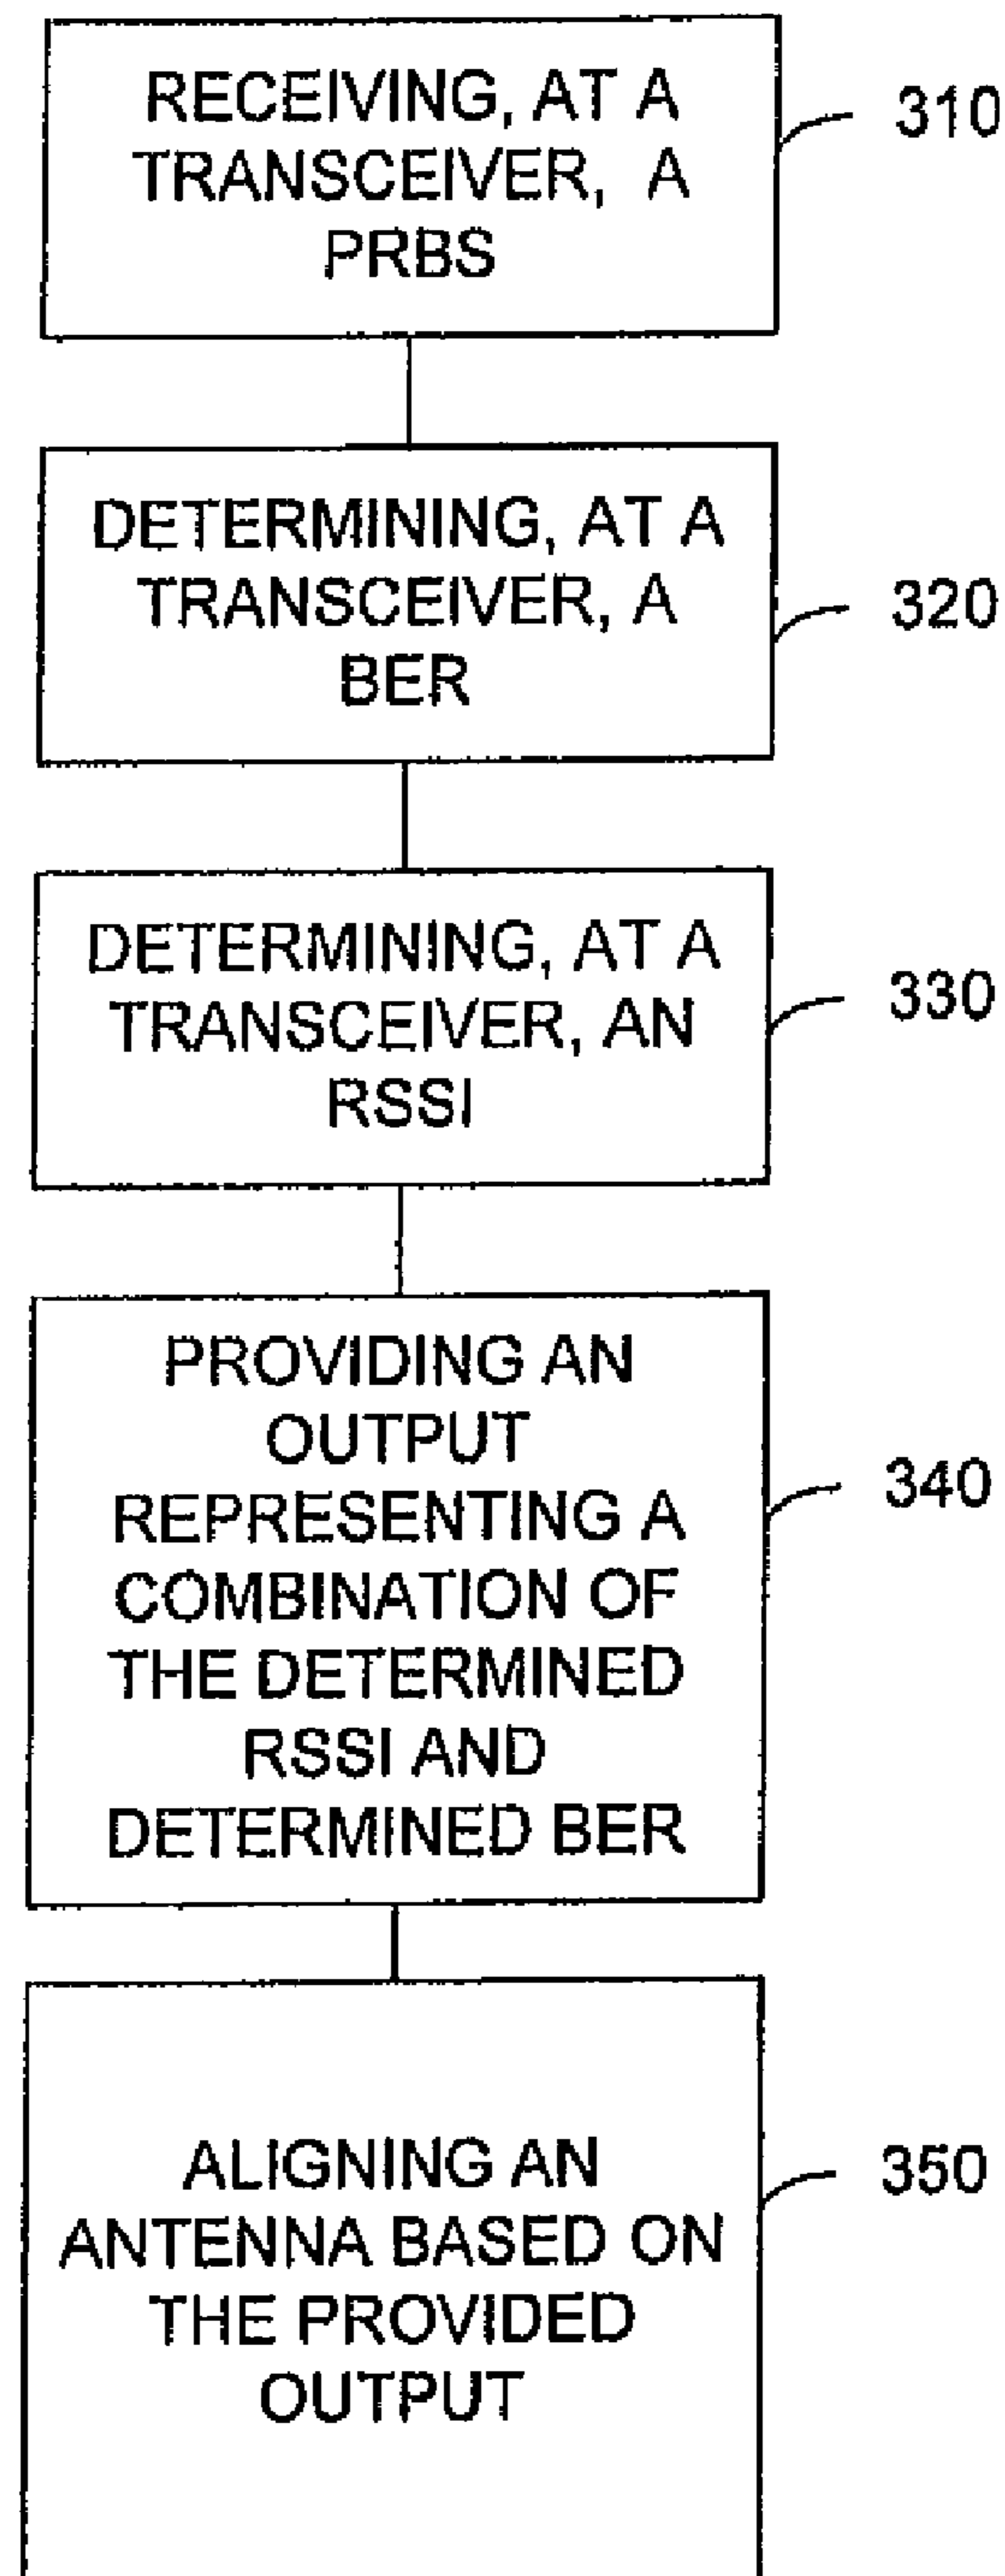 RECEIVING, AT A
TRANSCEIVER, A
PRBS
310
DETERMINING, AT A
TRANSCEIVER, A
BER
320
DETERMINING, AT A
TRANSCEIVER, AN
RSSI
330
PROVIDING AN
OUTPUT
REPRESENTING A
COMBINATION OF
THE DETERMINED
RSSI AND
DETERMINED BER
340
ALIGNING AN
ANTENNA BASED ON
THE PROVIDED
OUTPUT
350